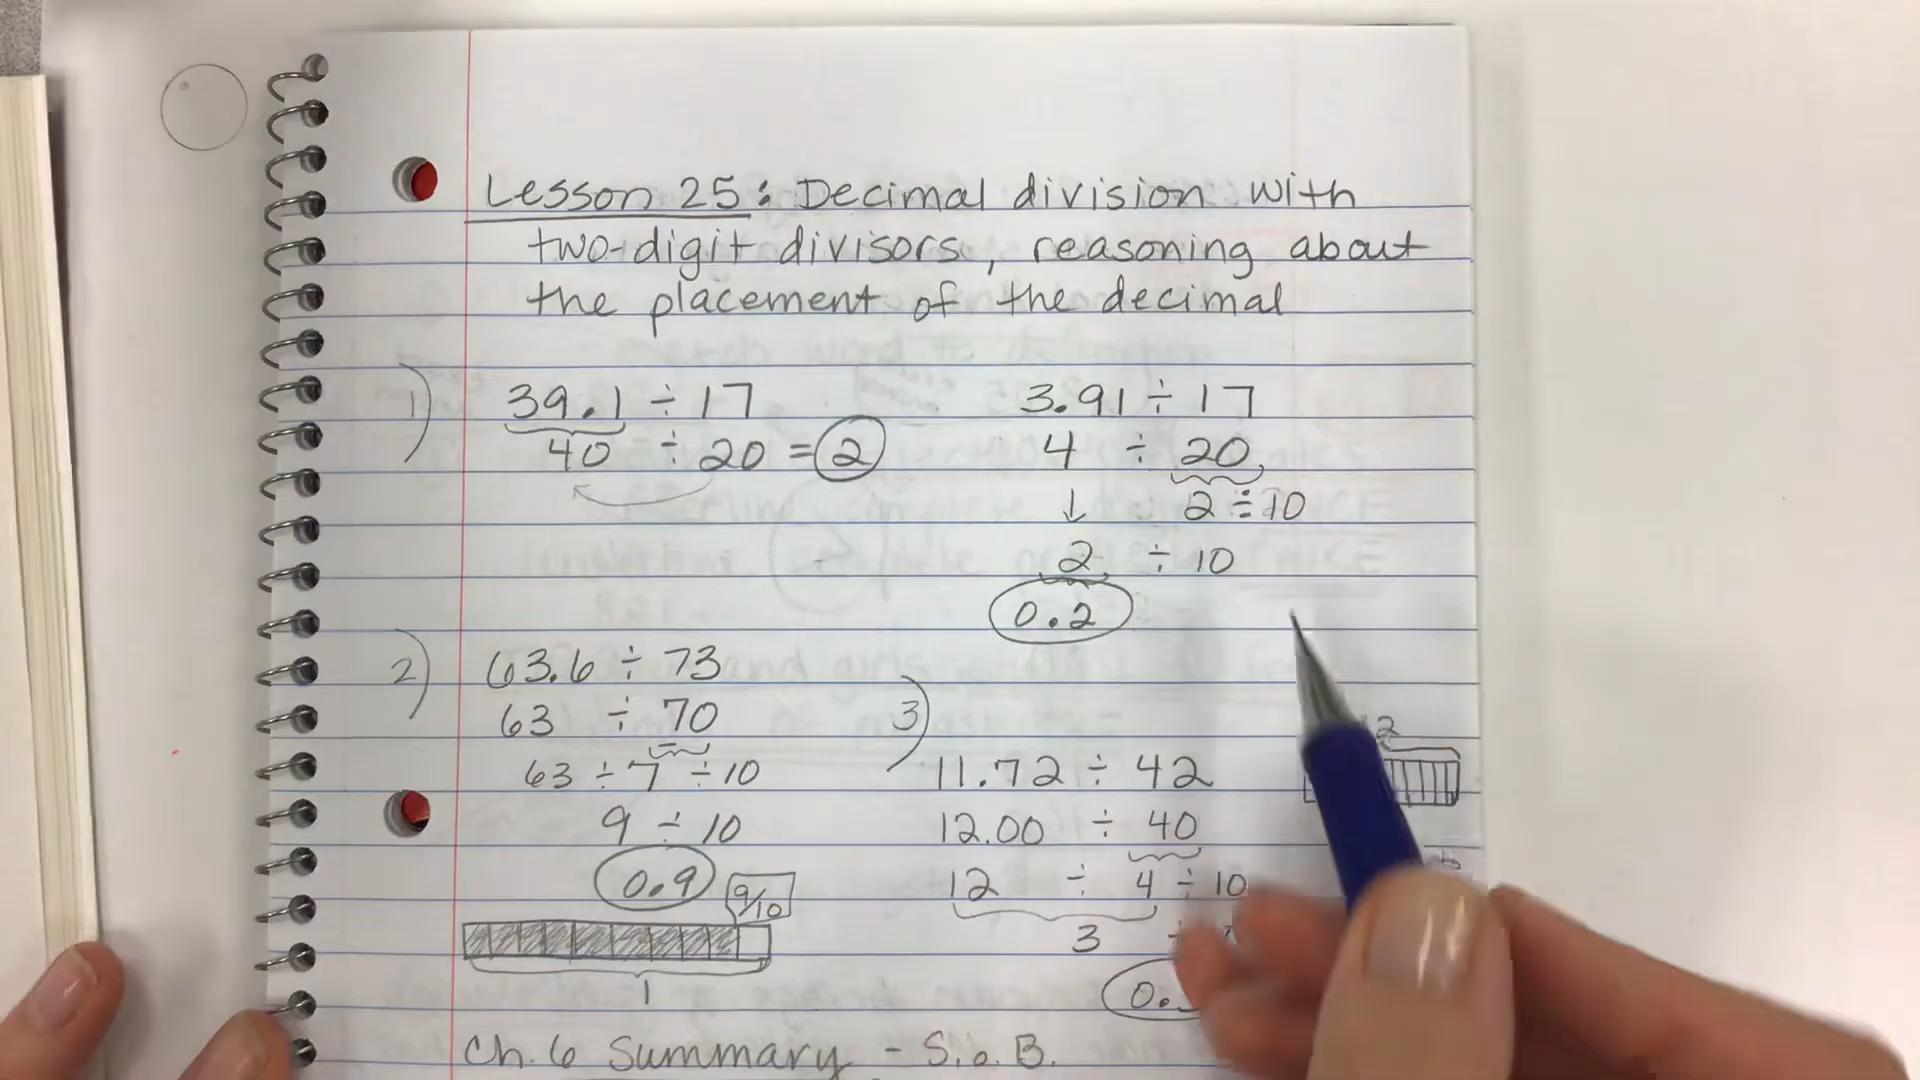 Lesson 25: Decimal division with
two-digit divisors, reasoning about
the placement of the decimal
1) 39.1 ÷ 17
40 ÷ 20 = 2
3.91 ÷ 17
4 ÷ 20
2 ÷ 10
2 ÷ 10
0.2
2) 63.6 ÷ 73
63 ÷ 70
63 ÷ 7 ÷ 10
9 ÷ 10
0.9
9/10
1
3) 11.72 ÷ 42
12.00 ÷ 40
12 ÷ 4 ÷ 10
3 ÷
0.
Ch. 6 Summary - S.o.B.